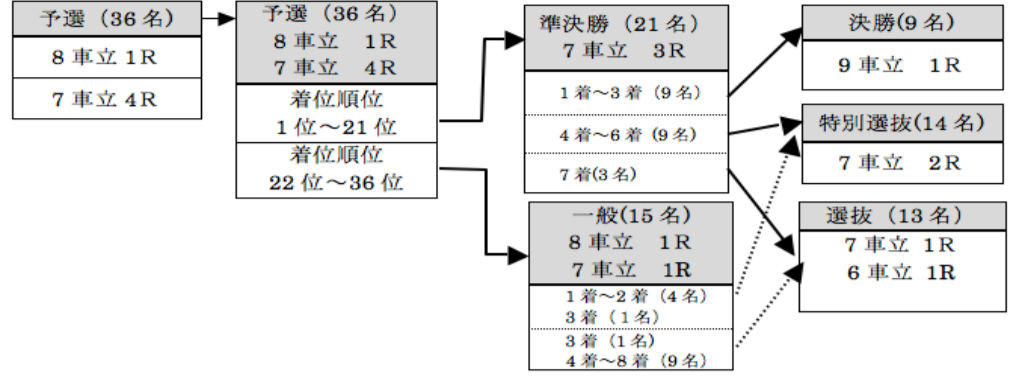 予選（36名）
8車立 1R
7車立 4R
予選（36名）
8車立　1R
7車立　4R
着位順位
1位～21位
着位順位
22位～36位
準決勝（21名）
7車立　3R
1着～3着（9名）
4着～6着（9名）
7着(3名)
一般(15名)
8車立　1R
7車立　1R
1着～2着（4名）
3着（1名）
3着（1名）
4着～8着（9名）
決勝(9名)
9車立　1R
特別選抜(14名)
7車立　2R
選抜（13名）
7車立 1R
6車立 1R